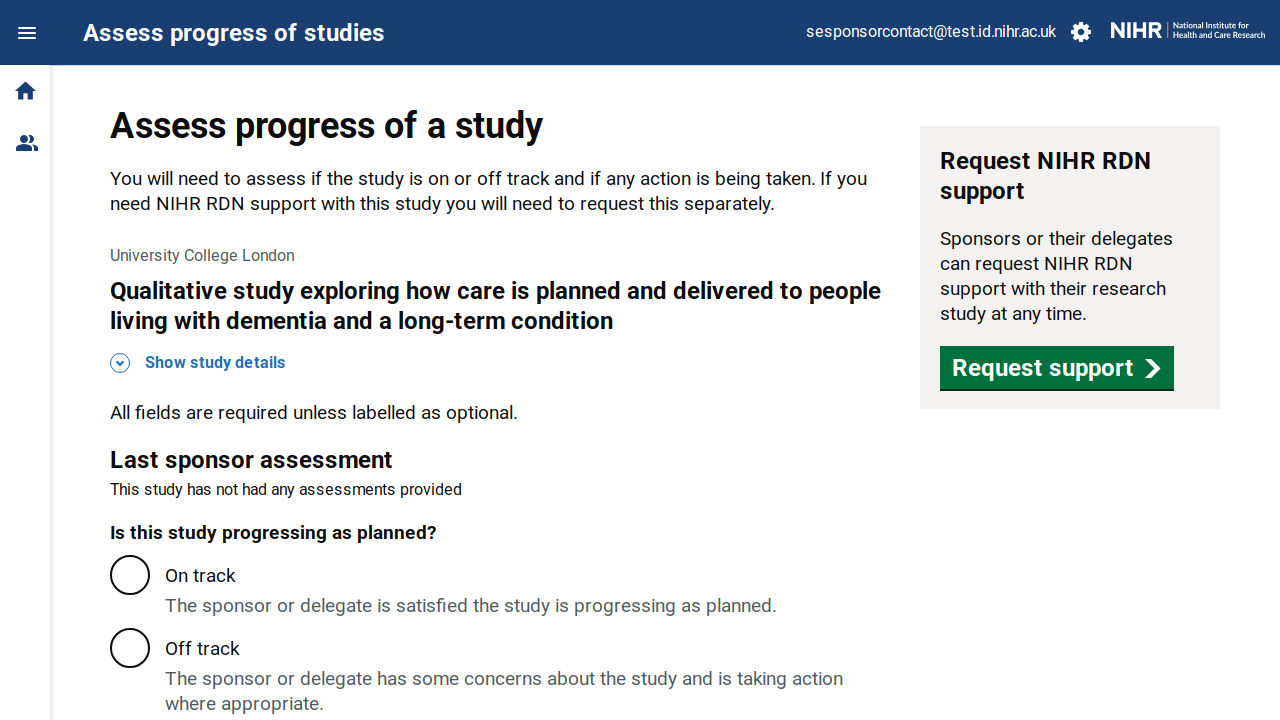 Assess progress of studies
sesponsorcontact@test.id.nihr.ac.uk
NIHR
National Institute for
Health and Care Research
Assess progress of a study
You will need to assess if the study is on or off track and if any action is being taken. If you
need NIHR RDN support with this study you will need to request this separately.
University College London
Qualitative study exploring how care is planned and delivered to people
living with dementia and a long-term condition
Show study details
All fields are required unless labelled as optional.
Last sponsor assessment
This study has not had any assessments provided
Is this study progressing as planned?
On track
The sponsor or delegate is satisfied the study is progressing as planned.
Off track
The sponsor or delegate has some concerns about the study and is taking action
where appropriate.
Request NIHR RDN
support
Sponsors or their delegates
can request NIHR RDN
support with their research
study at any time.
Request support